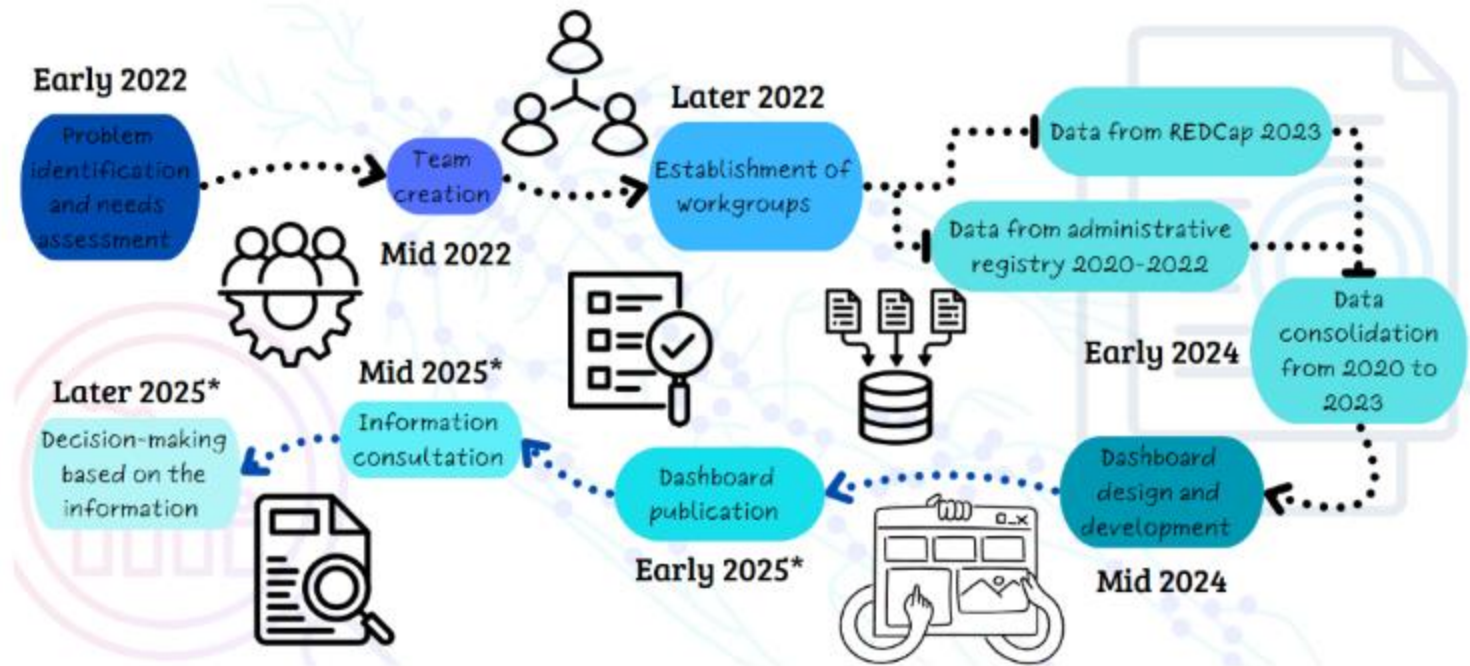 Early 2022
Problem
identification
and needs
assessment
Team
creation
Mid 2022
Later 2022
Establishment of
workgroups
Data from REDCap 2023
Data from administrative
registry 2020-2022
Early 2024
Data
consolidation
from 2020 to
2023
Dashboard
design and
development
Mid 2024
Dashboard
publication
Early 2025*
Mid 2025*
Information
consultation
Later 2025*
Decision-making
based on the
information